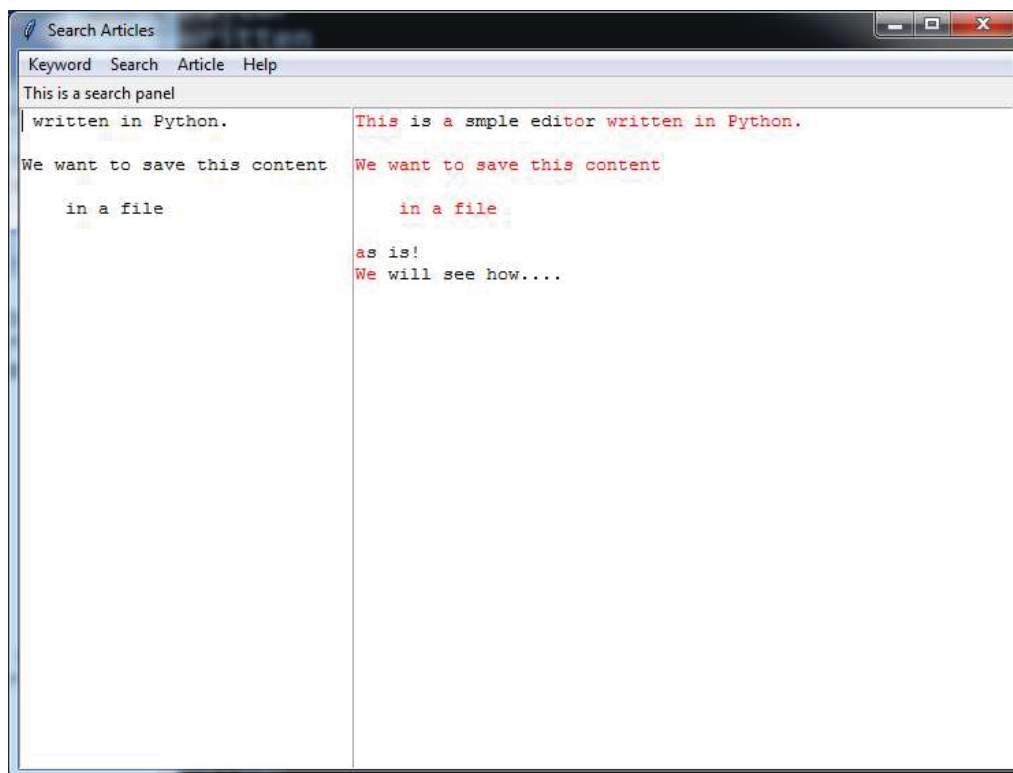 Search Articles
Keyword Search Article Help
This is a search panel
written in Python.
We want to save this content
in a file
This is a smple editor written in Python.
We want to save this content
in a file
as is!
We will see how....